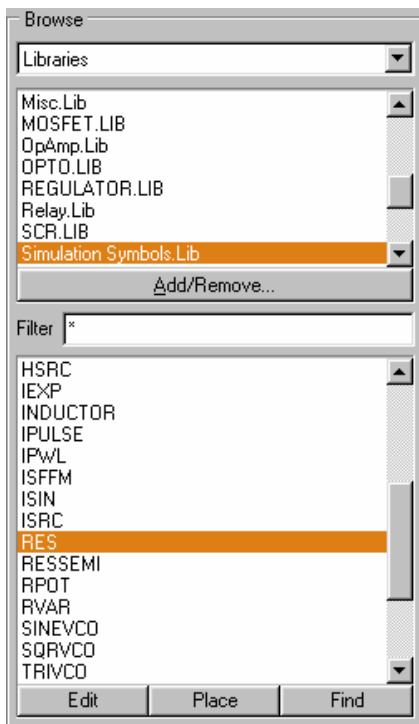 Browse
Libraries
Misc.Lib
MOSFET.LIB
OpAmp.Lib
OPTO.LIB
REGULATOR.LIB
Relay.Lib
SCR.LIB
Simulation Symbols.Lib
Add/Remove...
Filter *
HSRC
IEXP
INDUCTOR
IPULSE
IPWL
ISFFM
ISIN
ISRC
RES
RESSEMI
RPOT
RVAR
SINEVCO
SQRVCO
TRIVCO
Edit Place Find